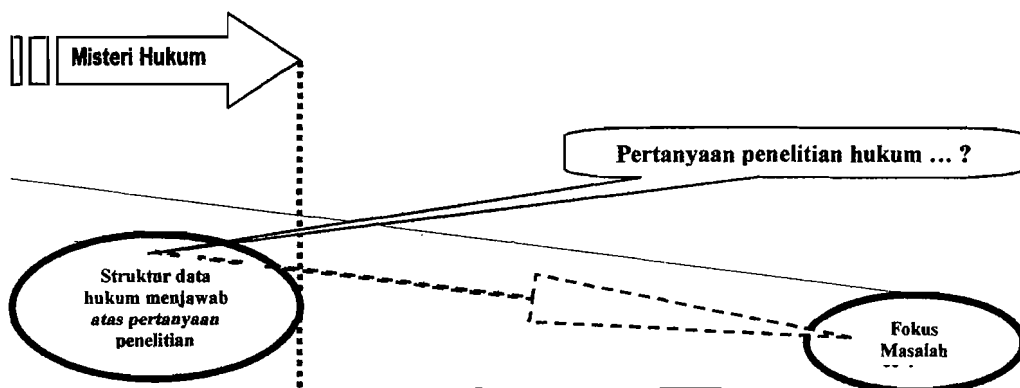 Misteri Hukum
Pertanyaan penelitian hukum ... ?
Struktur data
hukum menjawab
atas pertanyaan
penelitian
Fokus
Masalah